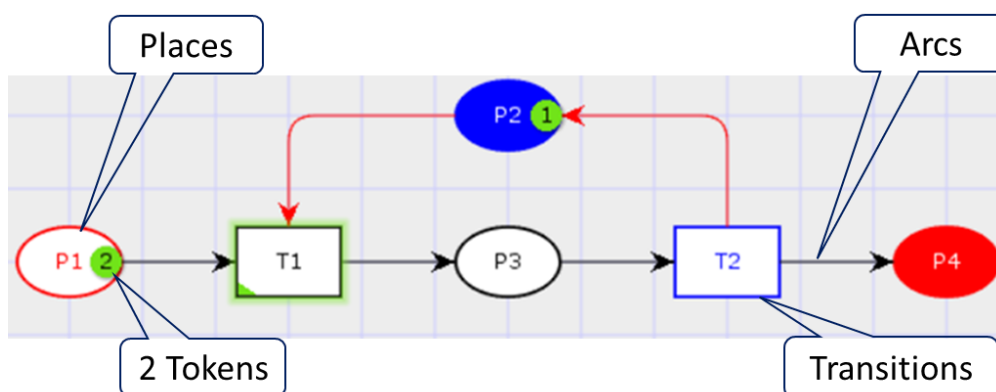 Places
Arcs
P2 1
P1 2
T1
P3
T2
P4
2 Tokens
Transitions